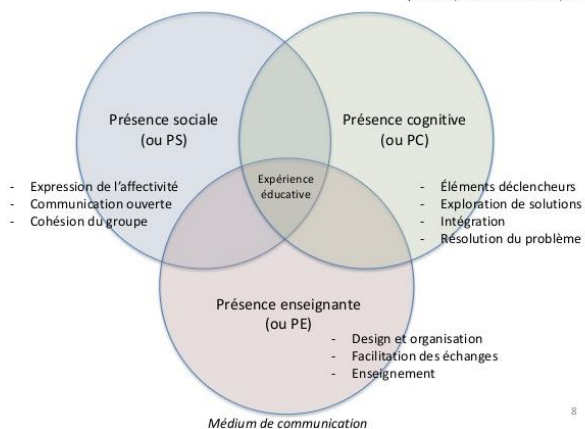 Présence sociale
(ou PS)
Présence cognitive
(ou PC)
Expérience
éducative
- Expression de l'affectivité
- Communication ouverte
- Cohésion du groupe
- Éléments déclencheurs
- Exploration de solutions
- Intégration
- Résolution du problème
Présence enseignante
(ou PE)
- Design et organisation
- Facilitation des échanges
- Enseignement
Médium de communication
8